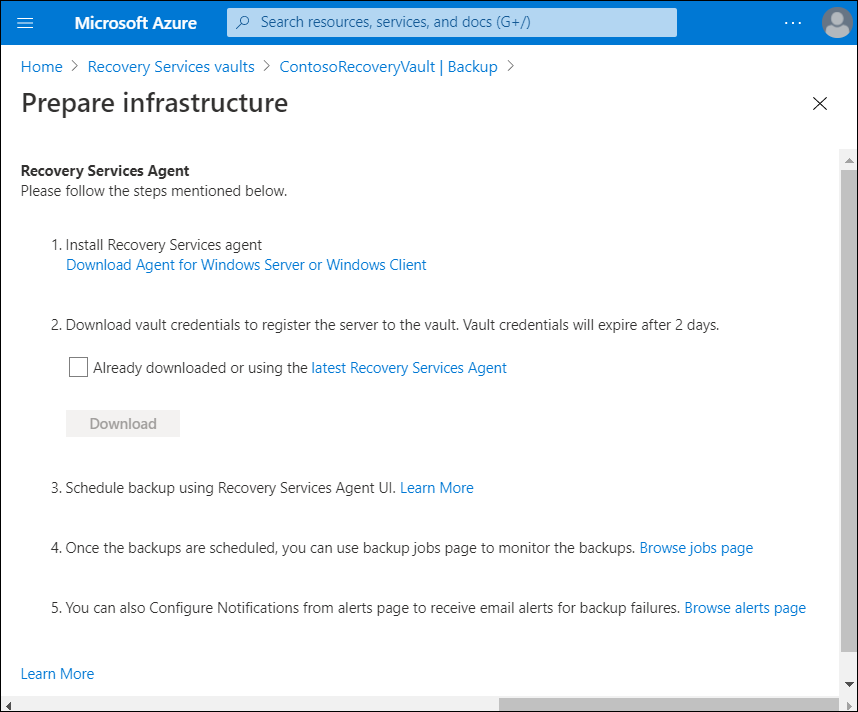 Microsoft Azure
Search resources, services, and docs (G+/)
Home > Recovery Services vaults > ContosoRecoveryVault | Backup >
Prepare infrastructure
Recovery Services Agent
Please follow the steps mentioned below.
1. Install Recovery Services agent
Download Agent for Windows Server or Windows Client
2. Download vault credentials to register the server to the vault. Vault credentials will expire after 2 days.
Already downloaded or using the latest Recovery Services Agent
Download
3. Schedule backup using Recovery Services Agent UI. Learn More
4. Once the backups are scheduled, you can use backup jobs page to monitor the backups. Browse jobs page
5. You can also Configure Notifications from alerts page to receive email alerts for backup failures. Browse alerts page
Learn More